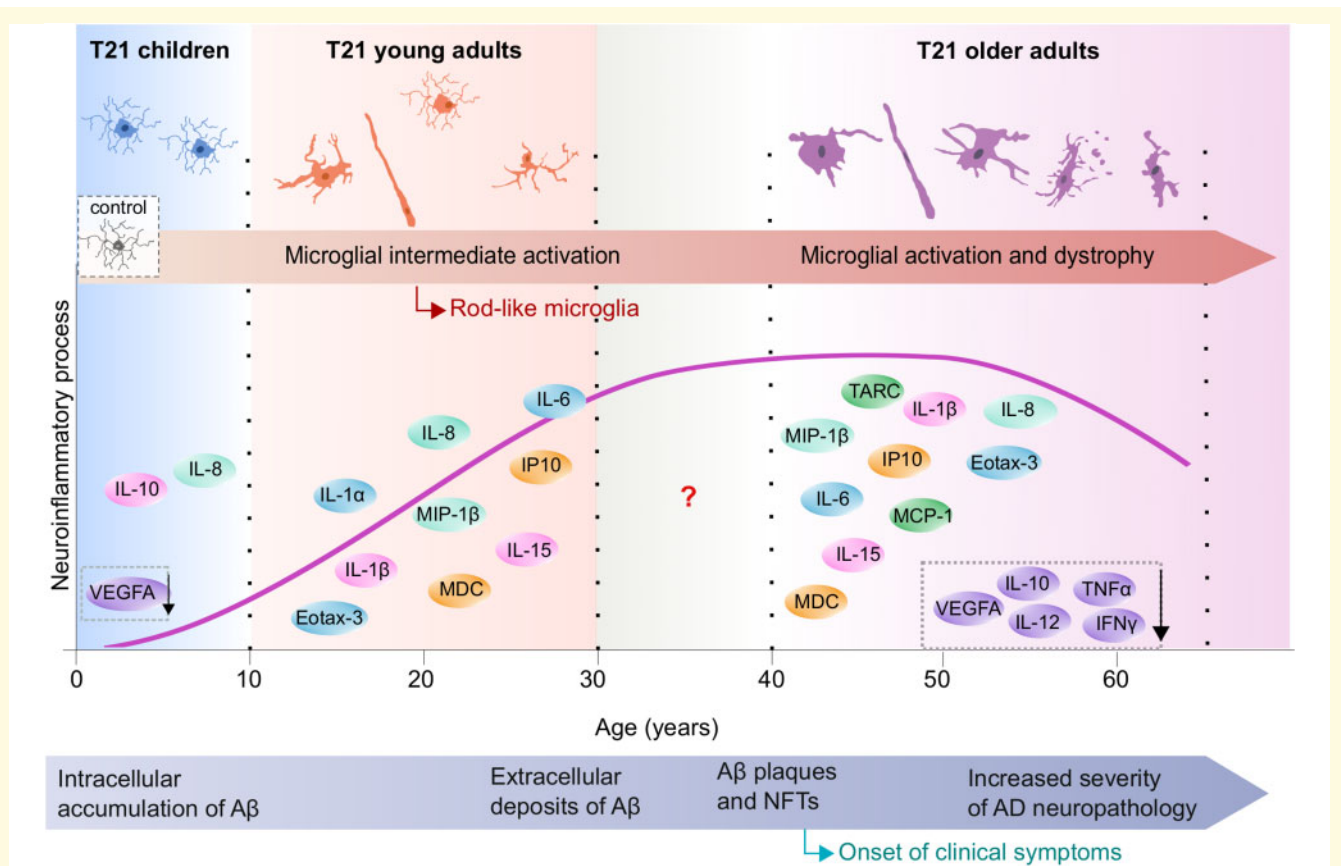 T21 children
T21 young adults
T21 older adults
control
Microglial intermediate activation
Microglial activation and dystrophy
Rod-like microglia
Neuroinflammatory process
IL-10
IL-8
VEGFA
IL-6
IL-8
IP10
IL-1α
MIP-1β
IL-15
IL-1β
MDC
Eotax-3
?
TARC
IL-1β
IL-8
MIP-1β
IP10
Eotax-3
IL-6
MCP-1
IL-15
MDC
IL-10
TNFα
VEGFA
IL-12
IFNγ
0
10
20
30
40
50
60
Age (years)
Intracellular
accumulation of Aβ
Extracellular
deposits of Aβ
Aβ plaques
and NFTs
Increased severity
of AD neuropathology
Onset of clinical symptoms